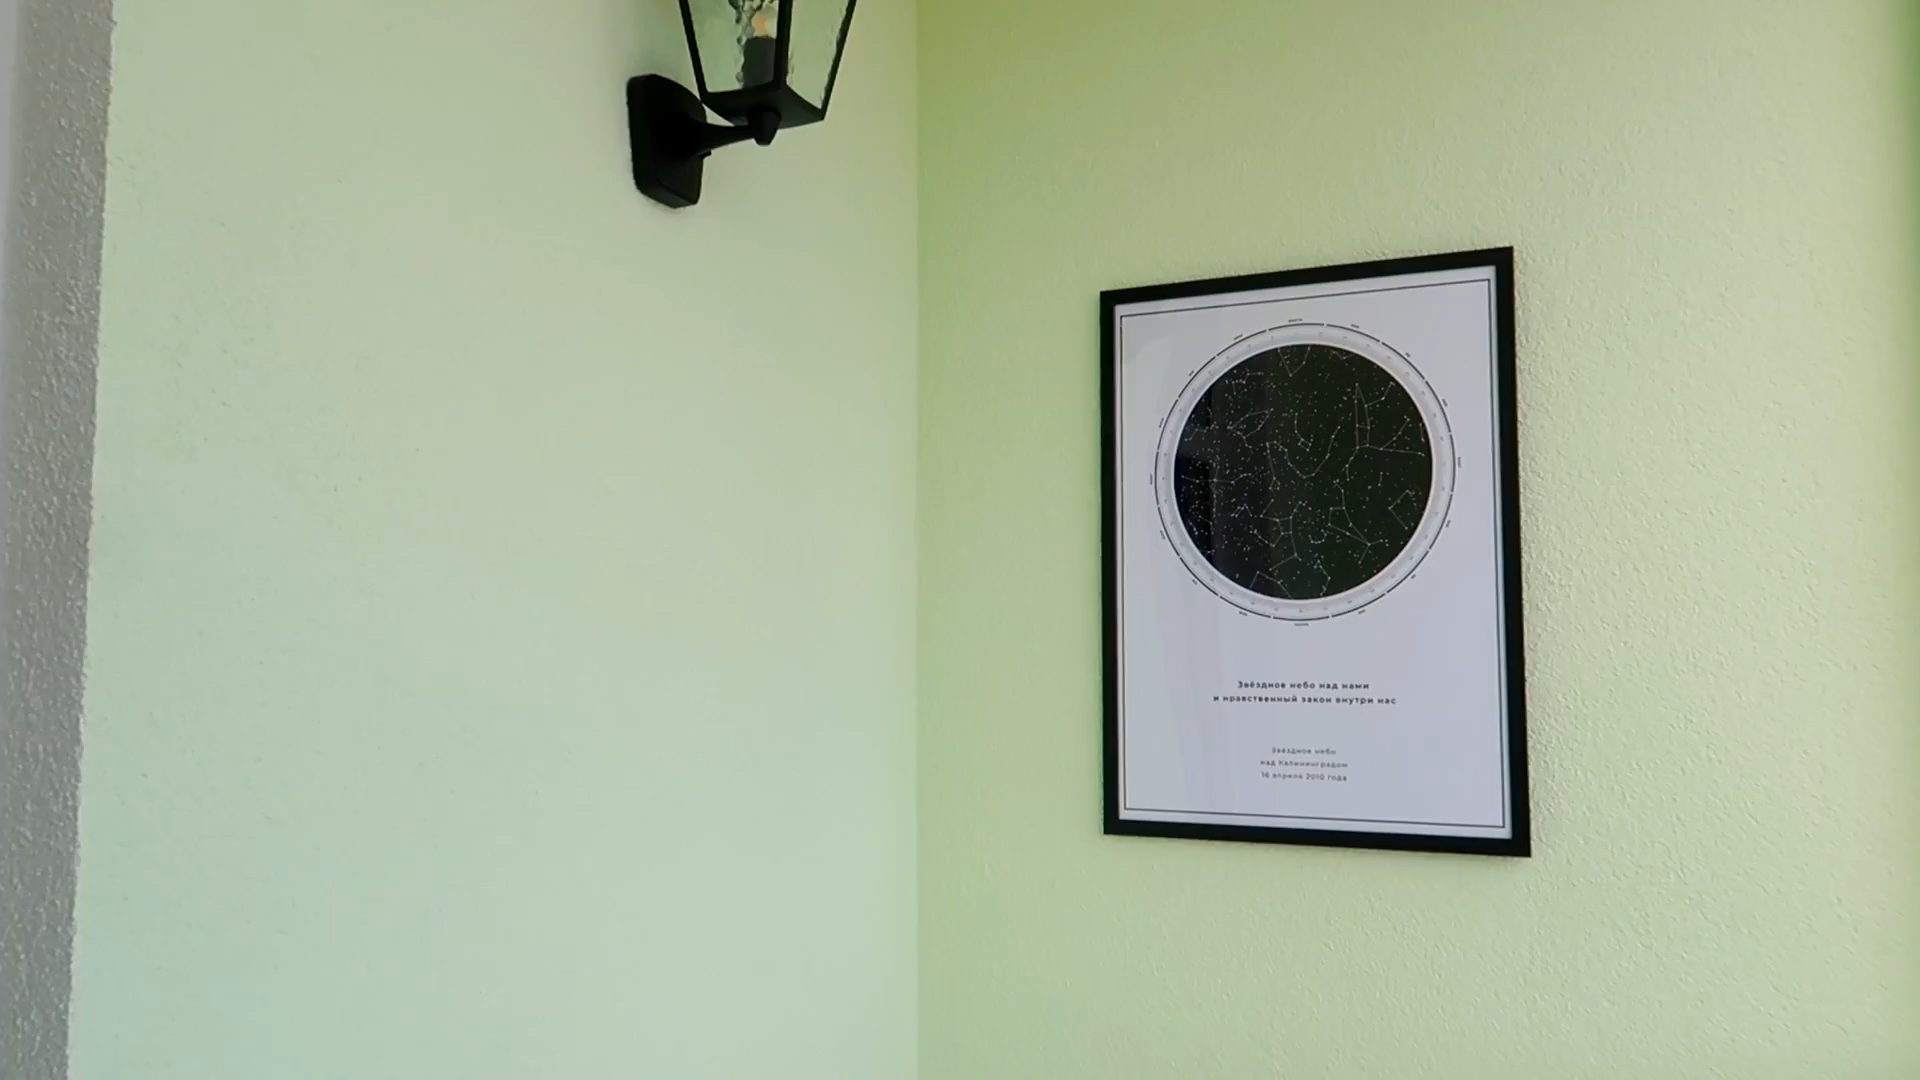 Звёздное небо над нами
и нравственный закон внутри нас
Звёздное небо
над Калининградом
16 апреля 2010 года